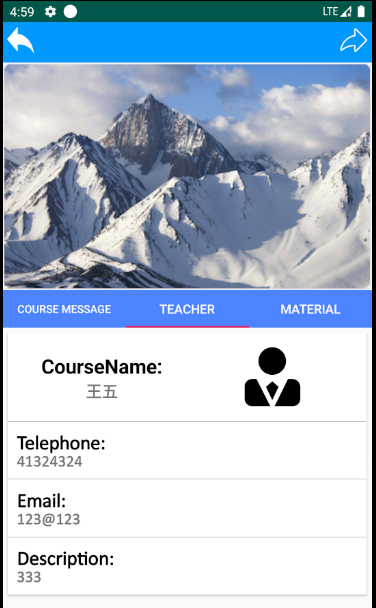 4:59
LTE
COURSE MESSAGE
TEACHER
MATERIAL
CourseName:
王五
Telephone:
41324324
Email:
123@123
Description:
333